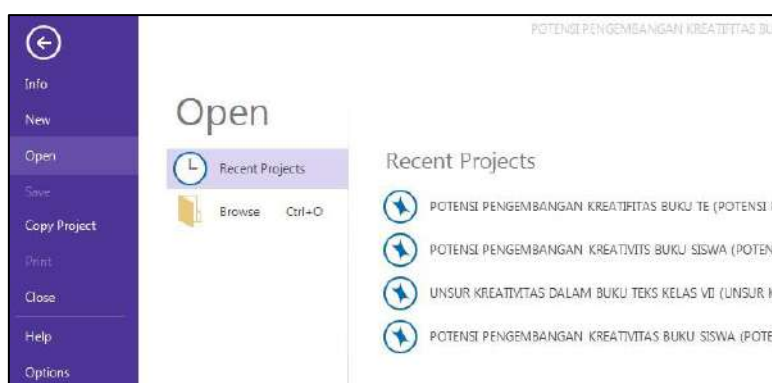 POTENSI PENGEMBANGAN KREATIFITAS BU
Info
New
Open
Save
Copy Project
Print
Close
Help
Options
Open
Recent Projects
Browse Ctrl+O
Recent Projects
POTENSI PENGEMBANGAN KREATIFITAS BUKU TE (POTENSI
POTENSI PENGEMBANGAN KREATIVITS BUKU SISWA (POTEN
UNSUR KREATIVITAS DALAM BUKU TEKS KELAS VII (UNSUR K
POTENSI PENGEMBANGAN KREATIVITAS BUKU SISWA (POTE